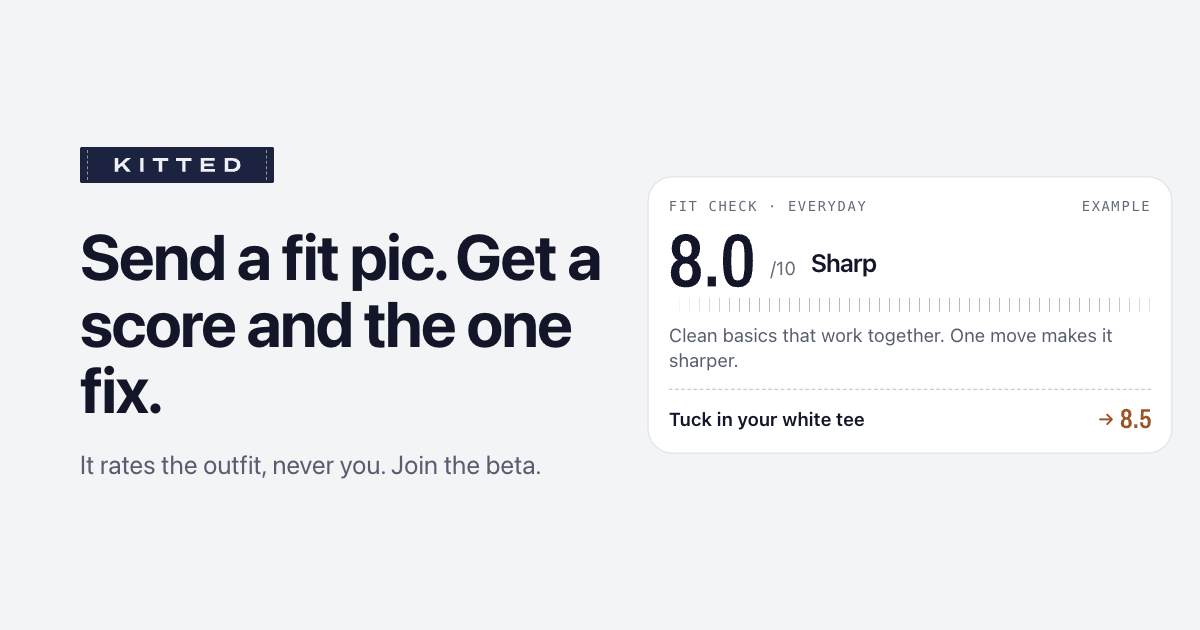 KITTED
Send a fit pic. Get a
score and the one
fix.
It rates the outfit, never you. Join the beta.
FIT CHECK · EVERYDAY EXAMPLE
8.0 /10 Sharp
Clean basics that work together. One move makes it
sharper.
Tuck in your white tee → 8.5